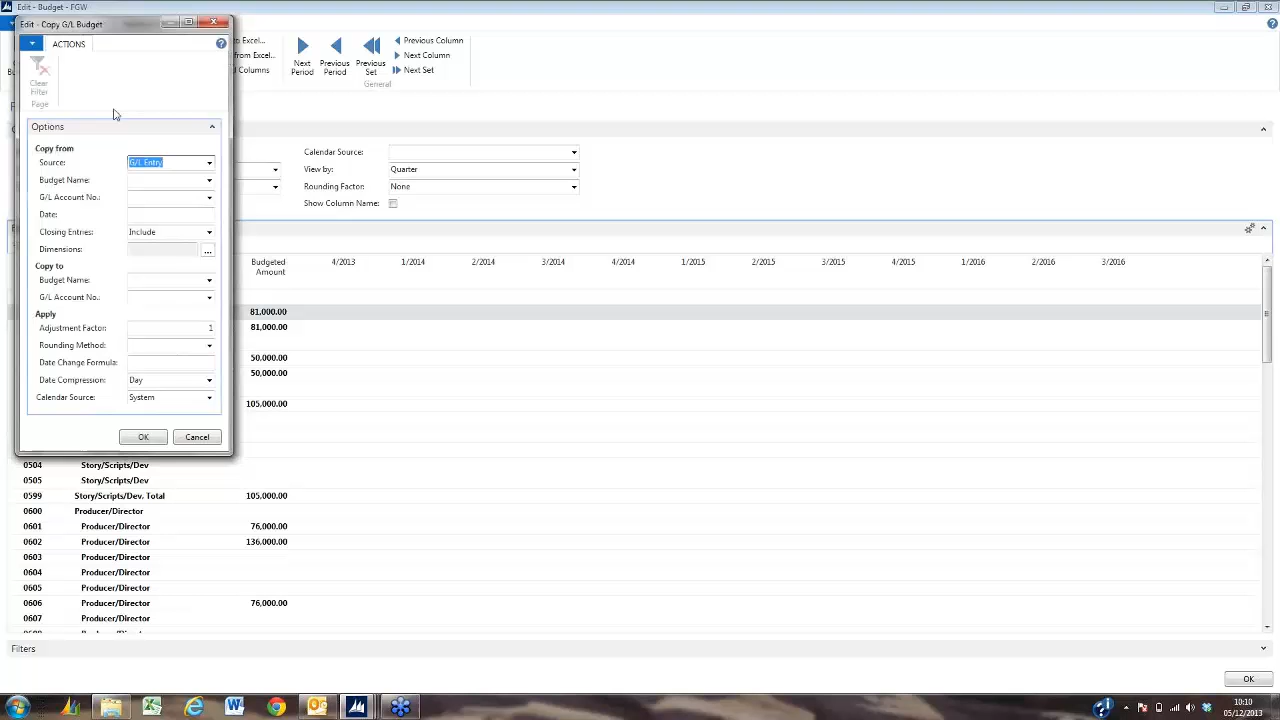 Edit - Budget - FGW
Edit - Copy G/L Budget
ACTIONS
Clear
Filter
Page
to Excel...
from Excel...
d Columns
Next
Period
Previous
Period
Previous
Set
Previous Column
Next Column
Next Set
General
Options
Copy from
Source: G/L Entry
Budget Name:
G/L Account No.:
Date:
Closing Entries: Include
Dimensions:
...
Copy to
Budget Name:
G/L Account No.:
Apply
Adjustment Factor: 1
Rounding Method:
Date Change Formula:
Date Compression: Day
Calendar Source: System
OK Cancel
Calendar Source:
View by: Quarter
Rounding Factor: None
Show Column Name:
Budgeted
Amount
4/2013 1/2014 2/2014 3/2014 4/2014 1/2015 2/2015 3/2015 4/2015 1/2016 2/2016 3/2016
81,000.00
81,000.00
50,000.00
50,000.00
105,000.00
0504 Story/Scripts/Dev
0505 Story/Scripts/Dev
0599 Story/Scripts/Dev, Total 105,000.00
0600 Producer/Director
0601 Producer/Director 76,000.00
0602 Producer/Director 136,000.00
0603 Producer/Director
0604 Producer/Director
0605 Producer/Director
0606 Producer/Director 76,000.00
0607 Producer/Director
Filters
OK
10:10
05/12/2013